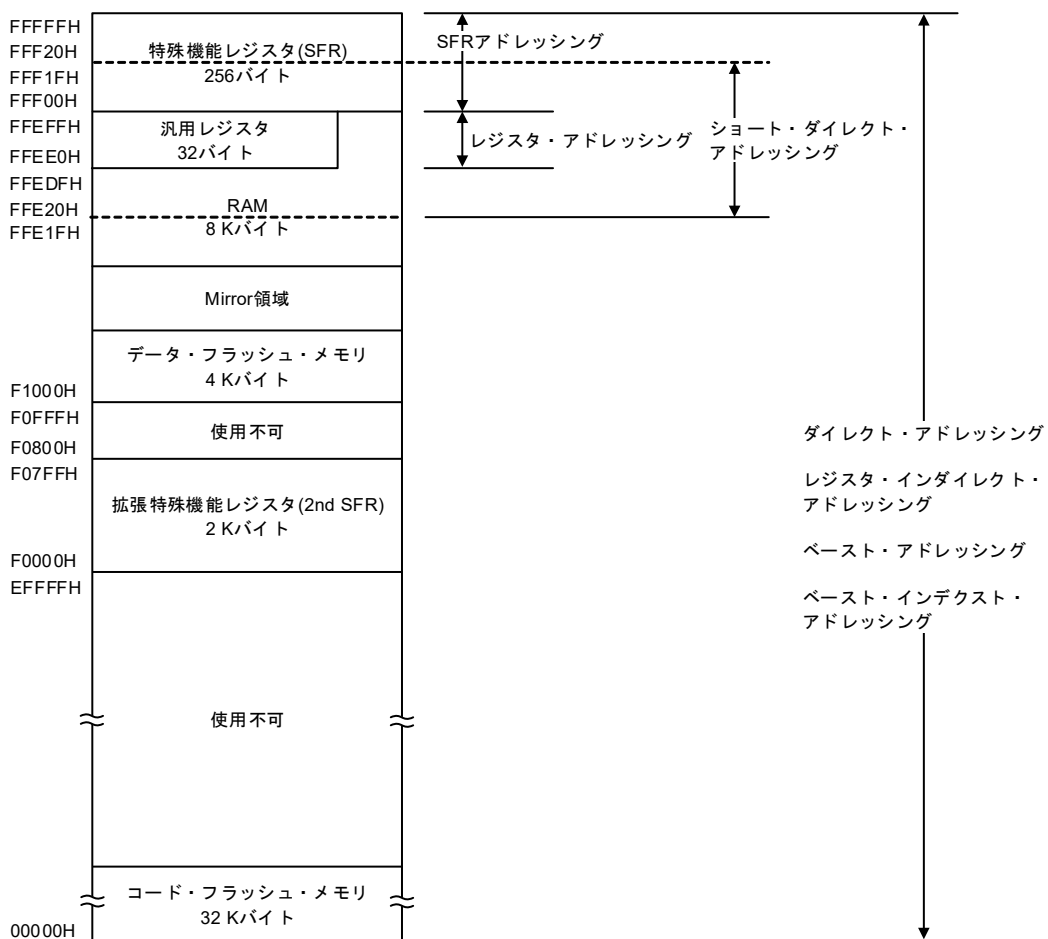 FFFFFH
FFF20H
FFF1FH
FFF00H
FFEFFH
FFEE0H
FFEDFH
FFE20H
FFE1FH
F1000H
F0FFFH
F0800H
F07FFH
F0000H
EFFFFH
00000H
特殊機能レジスタ(SFR)
256バイト
汎用レジスタ
32バイト
RAM
8 Kバイト
Mirror領域
データ・フラッシュ・メモリ
4 Kバイト
使用不可
拡張特殊機能レジスタ(2nd SFR)
2 Kバイト
使用不可
コード・フラッシュ・メモリ
32 Kバイト
SFRアドレッシング
レジスタ・アドレッシング
ショート・ダイレクト・
アドレッシング
ダイレクト・アドレッシング
レジスタ・インダイレクト・
アドレッシング
ベースト・アドレッシング
ベースト・インデクスト・
アドレッシング